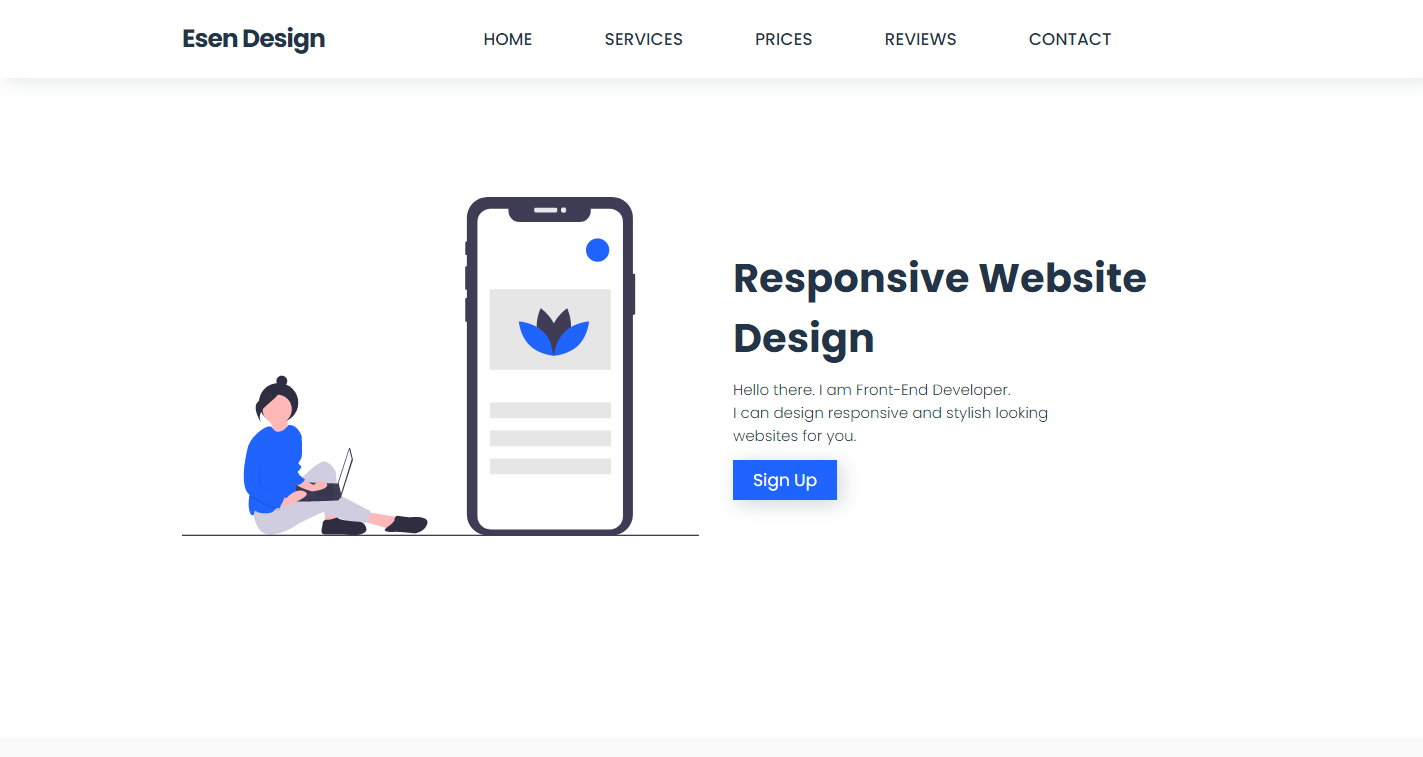 Esen Design
HOME
SERVICES
PRICES
REVIEWS
CONTACT
Responsive Website
Design
Hello there. I am Front-End Developer.
I can design responsive and stylish looking
websites for you.
Sign Up